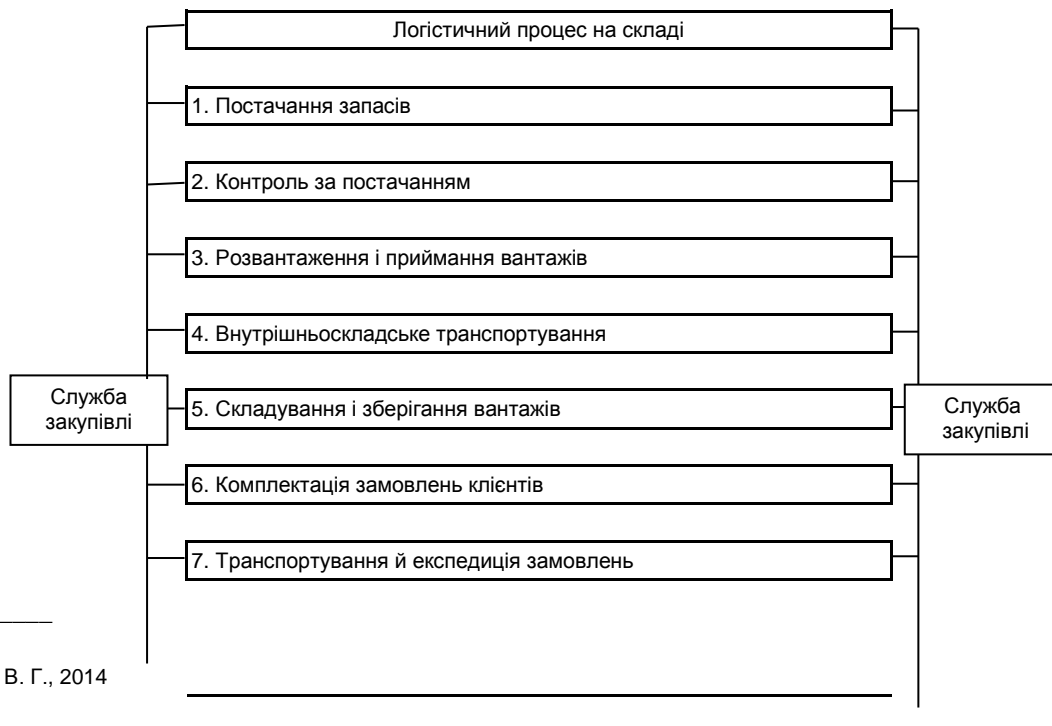 Логістичний процес на складі
1. Постачання запасів
2. Контроль за постачанням
3. Розвантаження і приймання вантажів
4. Внутрішньоскладське транспортування
Служба
закупівлі
5. Складування і зберігання вантажів
Служба
закупівлі
6. Комплектація замовлень клієнтів
7. Транспортування й експедиція замовлень
В. Г., 2014